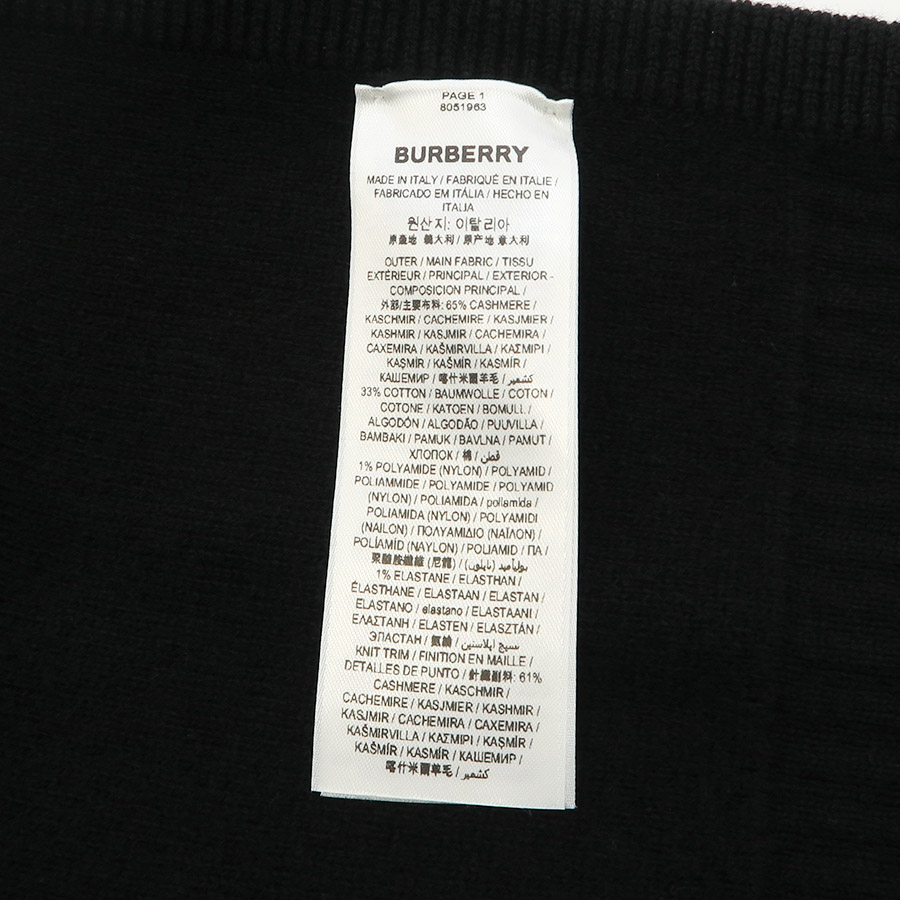 PAGE 1
8051963
BURBERRY
MADE IN ITALY / FABRIQUÉ EN ITALIE /
FABRICADO EM ITÁLIA / HECHO EN
ITALIA
원산지: 이탈리아
原產地 義大利 / 原产地 意大利
OUTER / MAIN FABRIC / TISSU
EXTÉRIEUR / PRINCIPAL / EXTERIOR -
COMPOSICION PRINCIPAL /
外部/主要布料: 65% CASHMERE /
KASCHMIR / CACHEMIRE / KASJMIER /
KASHMIR / KASJMIR / CACHEMIRA /
CAXEMIRA / KAŠMIRVILLA / ΚΑΣΜΙΡΙ /
KAŞMİR / KAŠMÍR / KASMÍR /
КАШЕМИР / 喀什米爾羊毛 / كشمير
33% COTTON / BAUMWOLLE / COTON /
COTONE / KATOEN / BOMULL /
ALGODÓN / ALGODÃO / PUUVILLA /
BAMBAKI / PAMUK / BAVLNA / PAMUT /
ХЛОПОК / 棉 / قطن
1% POLYAMIDE (NYLON) / POLYAMID /
POLIAMMIDE / POLYAMIDE / POLYAMID
(NYLON) / POLIAMIDA / poliamida /
POLIAMIDA (NYLON) / POLYAMIDI
(NAILON) / ΠΟΛΥΑΜΙΔΙΟ (ΝΑΪΛΟΝ) /
POLİAMİD (NAYLON) / POLIAMID / ПА /
聚醯胺纖維 (尼龍) / بولياميد (نايلون)
1% ELASTANE / ELASTHAN /
ÉLASTHANE / ELASTAAN / ELASTAN /
ELASTANO / elastano / ELASTAANI /
ΕΛΑΣΤΑΝΗ / ELASTEN / ELASZTÁN /
ЭЛАСТАН / 氨綸 / نسيج إيلاستين
KNIT TRIM / FINITION EN MAILLE /
DETALLES DE PUNTO / 針織副料: 61%
CASHMERE / KASCHMIR /
CACHEMIRE / KASJMIER / KASHMIR /
KASJMIR / CACHEMIRA / CAXEMIRA /
KAŠMIRVILLA / ΚΑΣΜΙΡΙ / KAŞMİR /
KAŠMÍR / KASMÍR / КАШЕМИР /
喀什米爾羊毛 / كشمير